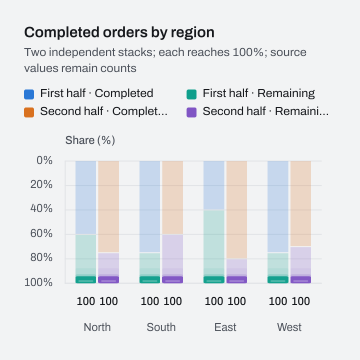 Completed orders by region
Two independent stacks; each reaches 100%; source
values remain counts
First half · Completed
First half · Remaining
Second half · Complet…
Second half · Remaini…
Share (%)
0%
20%
40%
60%
80%
100%
100 100 100 100 100 100 100 100
North South East West